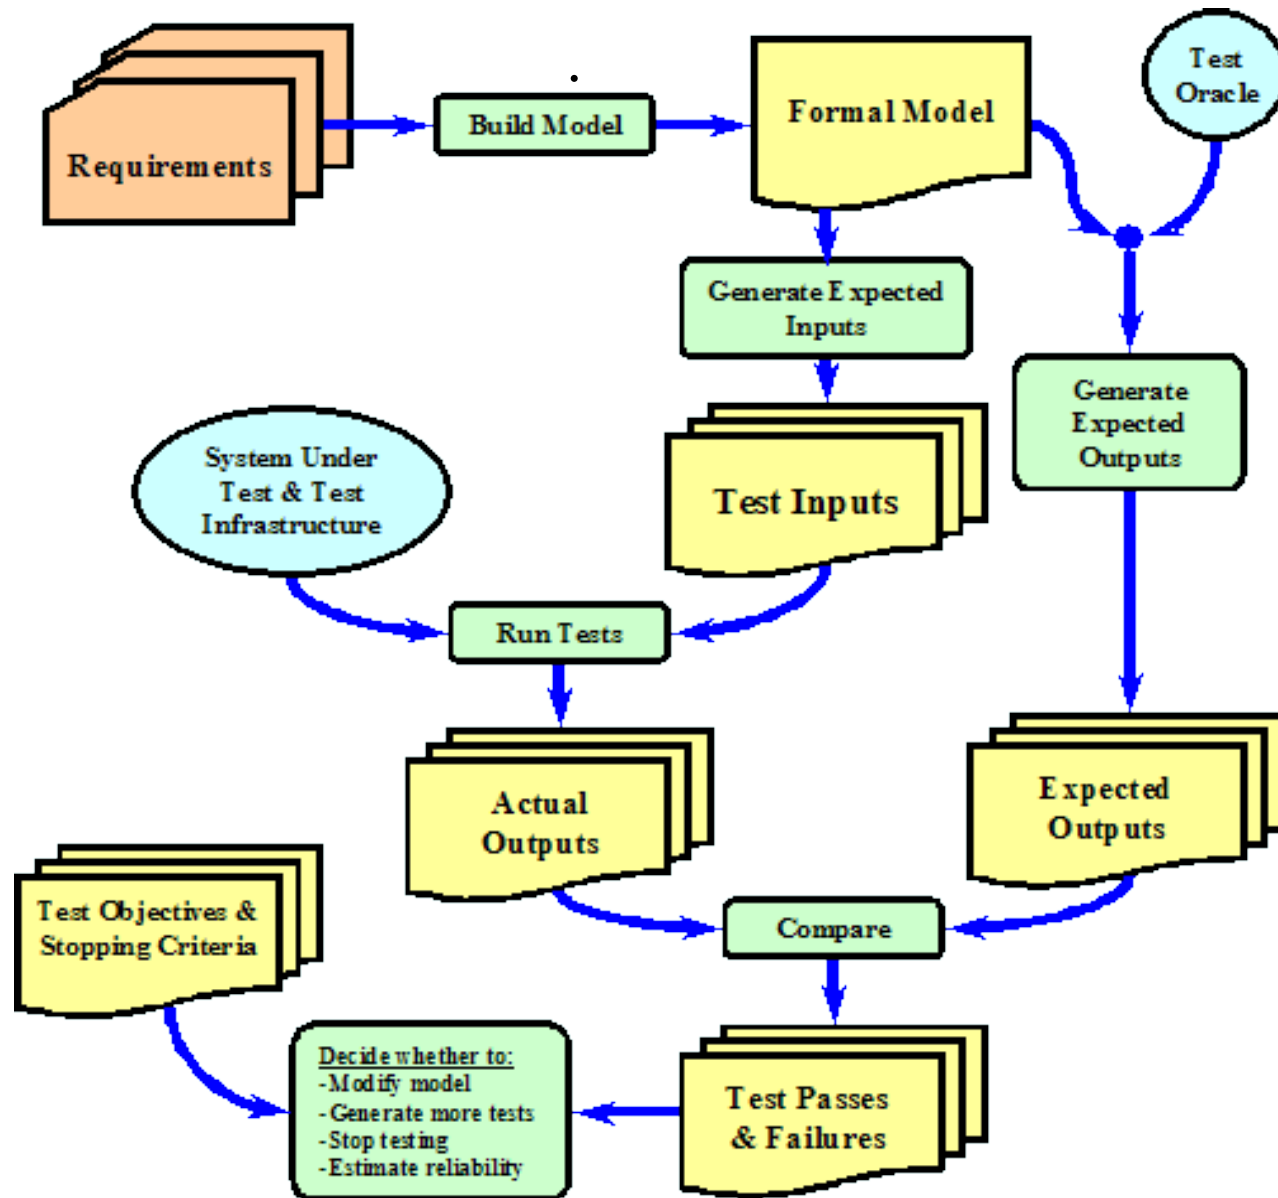 Requirements
Build Model
Formal Model
Test
Oracle
Generate Expected
Inputs
Generate
Expected
Outputs
System Under
Test & Test
Infrastructure
Test Inputs
Run Tests
Actual
Outputs
Expected
Outputs
Test Objectives &
Stopping Criteria
Compare
Decide whether to:
-Modify model
-Generate more tests
-Stop testing
-Estimate reliability
Test Passes
& Failures